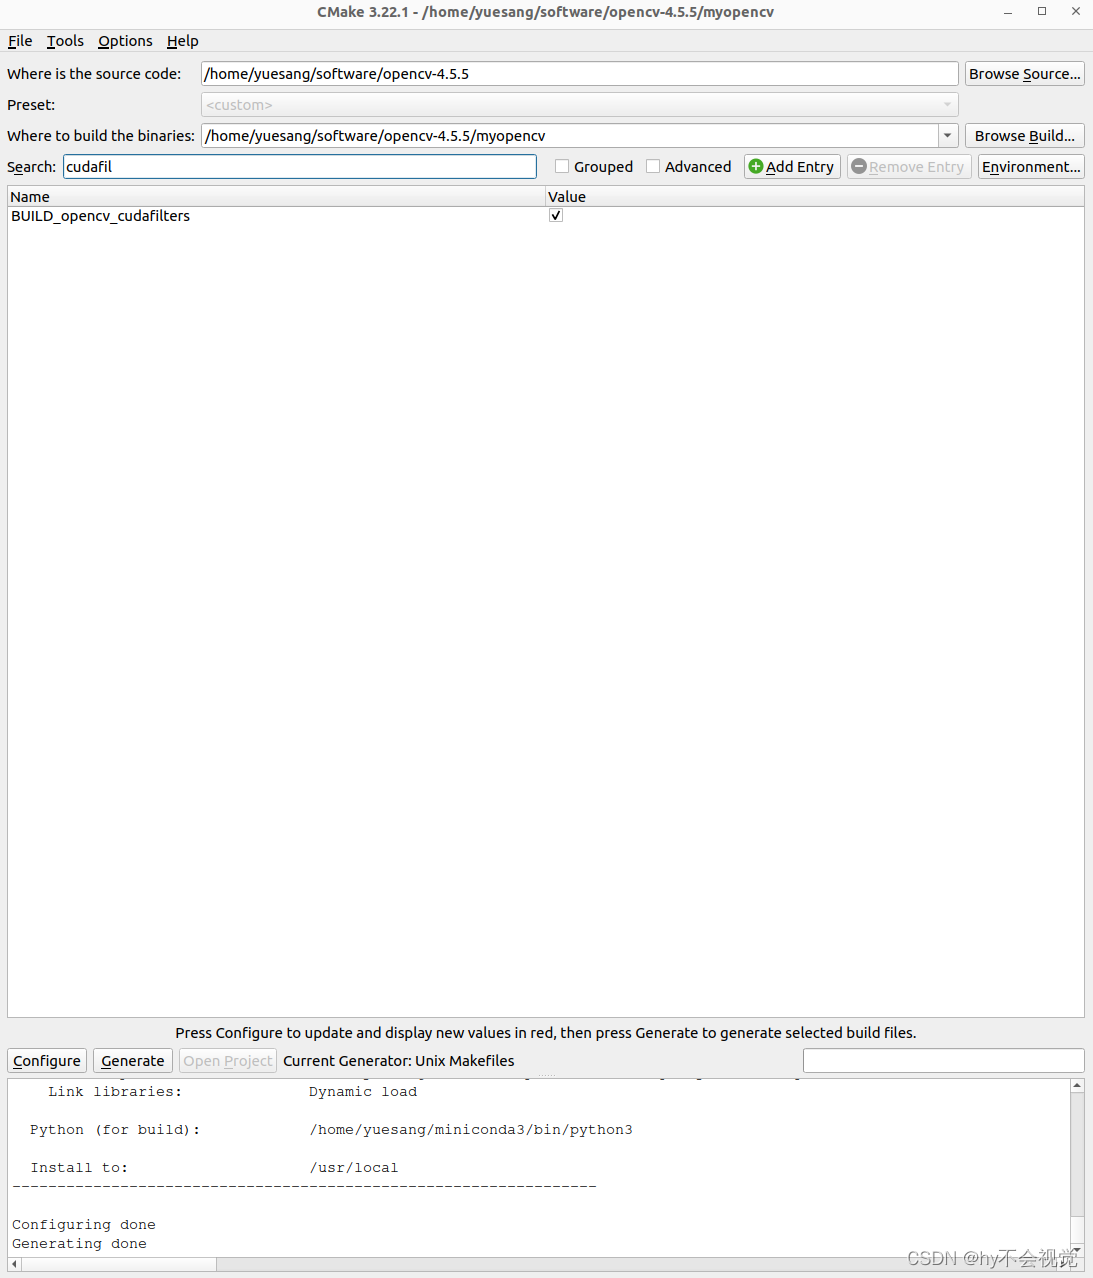 CMake 3.22.1 - /home/yuesang/software/opencv-4.5.5/myopencv
File Tools Options Help
Where is the source code: /home/yuesang/software/opencv-4.5.5 Browse Source...
Preset: <custom>
Where to build the binaries: /home/yuesang/software/opencv-4.5.5/myopencv Browse Build...
Search: cudafil Grouped Advanced Add Entry Remove Entry Environment...
Name Value
BUILD_opencv_cudafilters
Press Configure to update and display new values in red, then press Generate to generate selected build files.
Configure Generate Open Project Current Generator: Unix Makefiles
Link libraries: Dynamic load
Python (for build): /home/yuesang/miniconda3/bin/python3
Install to: /usr/local
-----------------------------------------------------------------
Configuring done
Generating done
CSDN @hy不会视觉